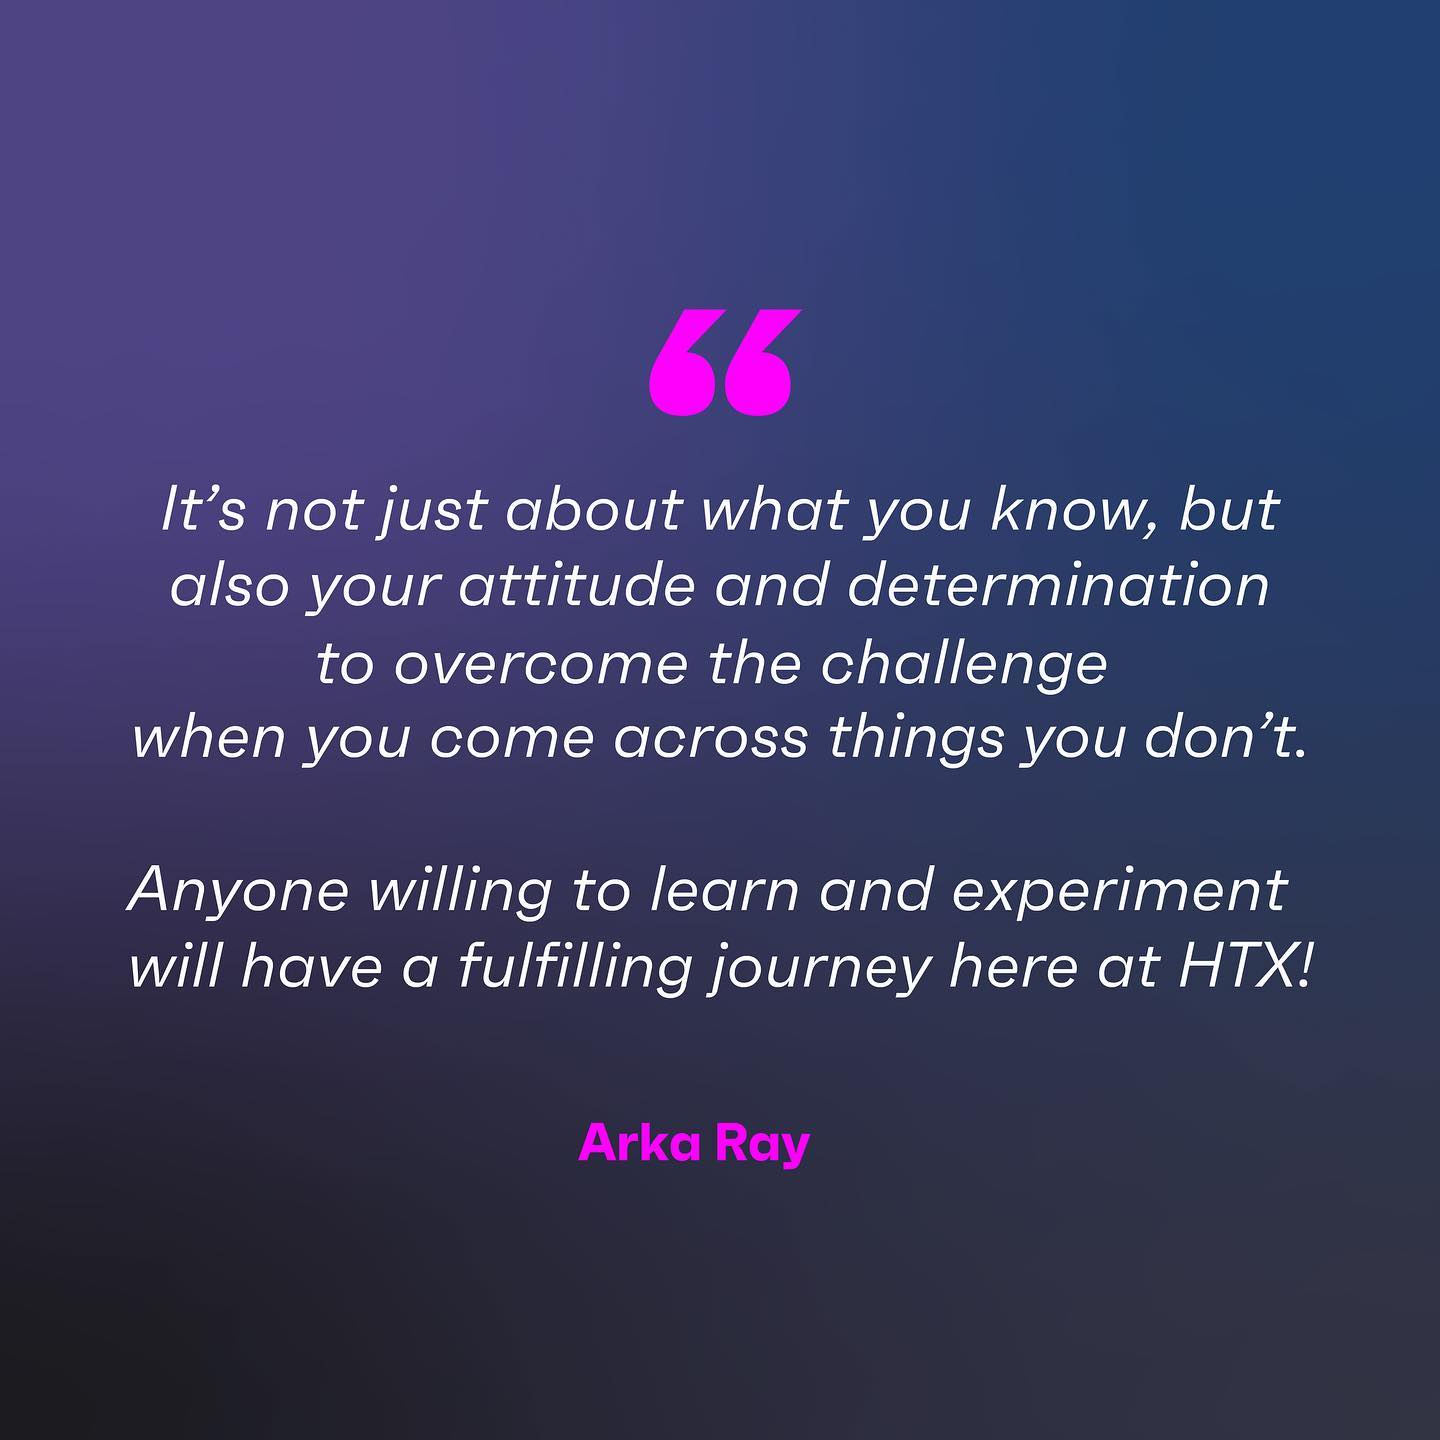 “
It’s not just about what you know, but
also your attitude and determination
to overcome the challenge
when you come across things you don’t.
Anyone willing to learn and experiment
will have a fulfilling journey here at HTX!
Arka Ray